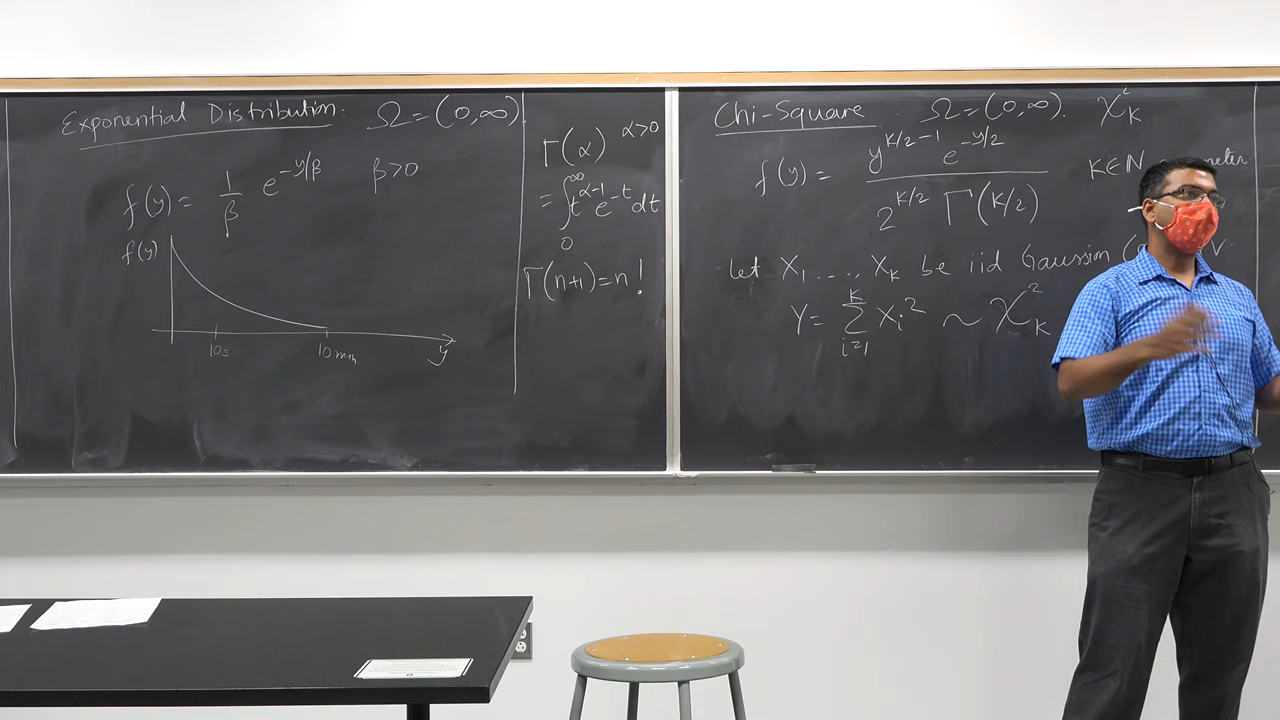 Exponential Distribution: Ω = (0,∞).
f(y) = 1/β e^{-y/β} β>0
f(y)
10s 10 min y
Γ(α) α>0
= ∫_0^∞ t^{α-1} e^{-t} dt
Γ(n+1) = n!
Chi-Square Ω = (0,∞). χ²_K
f(y) = y^{K/2-1} e^{-y/2} / 2^{K/2} Γ(K/2) K∈N
Let X_1 ...., X_K be iid Gaussion
Y = Σ_{i=1}^{K} X_i² ~ χ²_K